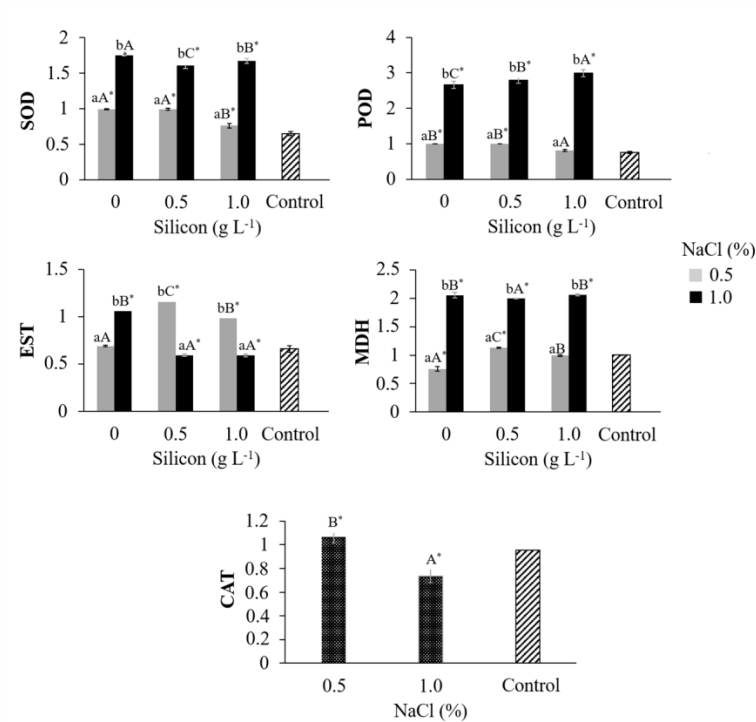 2
1.5
1
0.5
0
SOD
bA
*
bC*
bB*
aA*
aA*
aB*
0 0.5 1.0 Control
Silicon (g L-1)
4
3
2
1
0
POD
bC*
bB*
bA*
aB*
aB*
aA
0 0.5 1.0 Control
Silicon (g L-1)
NaCl (%)
0.5
1.0
1.5
1
0.5
0
EST
aA
bB*
bC*
aA*
bB*
aA*
0 0.5 1.0 Control
Silicon (g L-1)
2.5
2
1.5
1
0.5
0
MDH
bB*
bA*
bB*
aA*
aC*
aB
0 0.5 1.0 Control
Silicon (g L-1)
1.2
1
0.8
0.6
0.4
0.2
0
CAT
B*
A*
0.5 1.0 Control
NaCl (%)